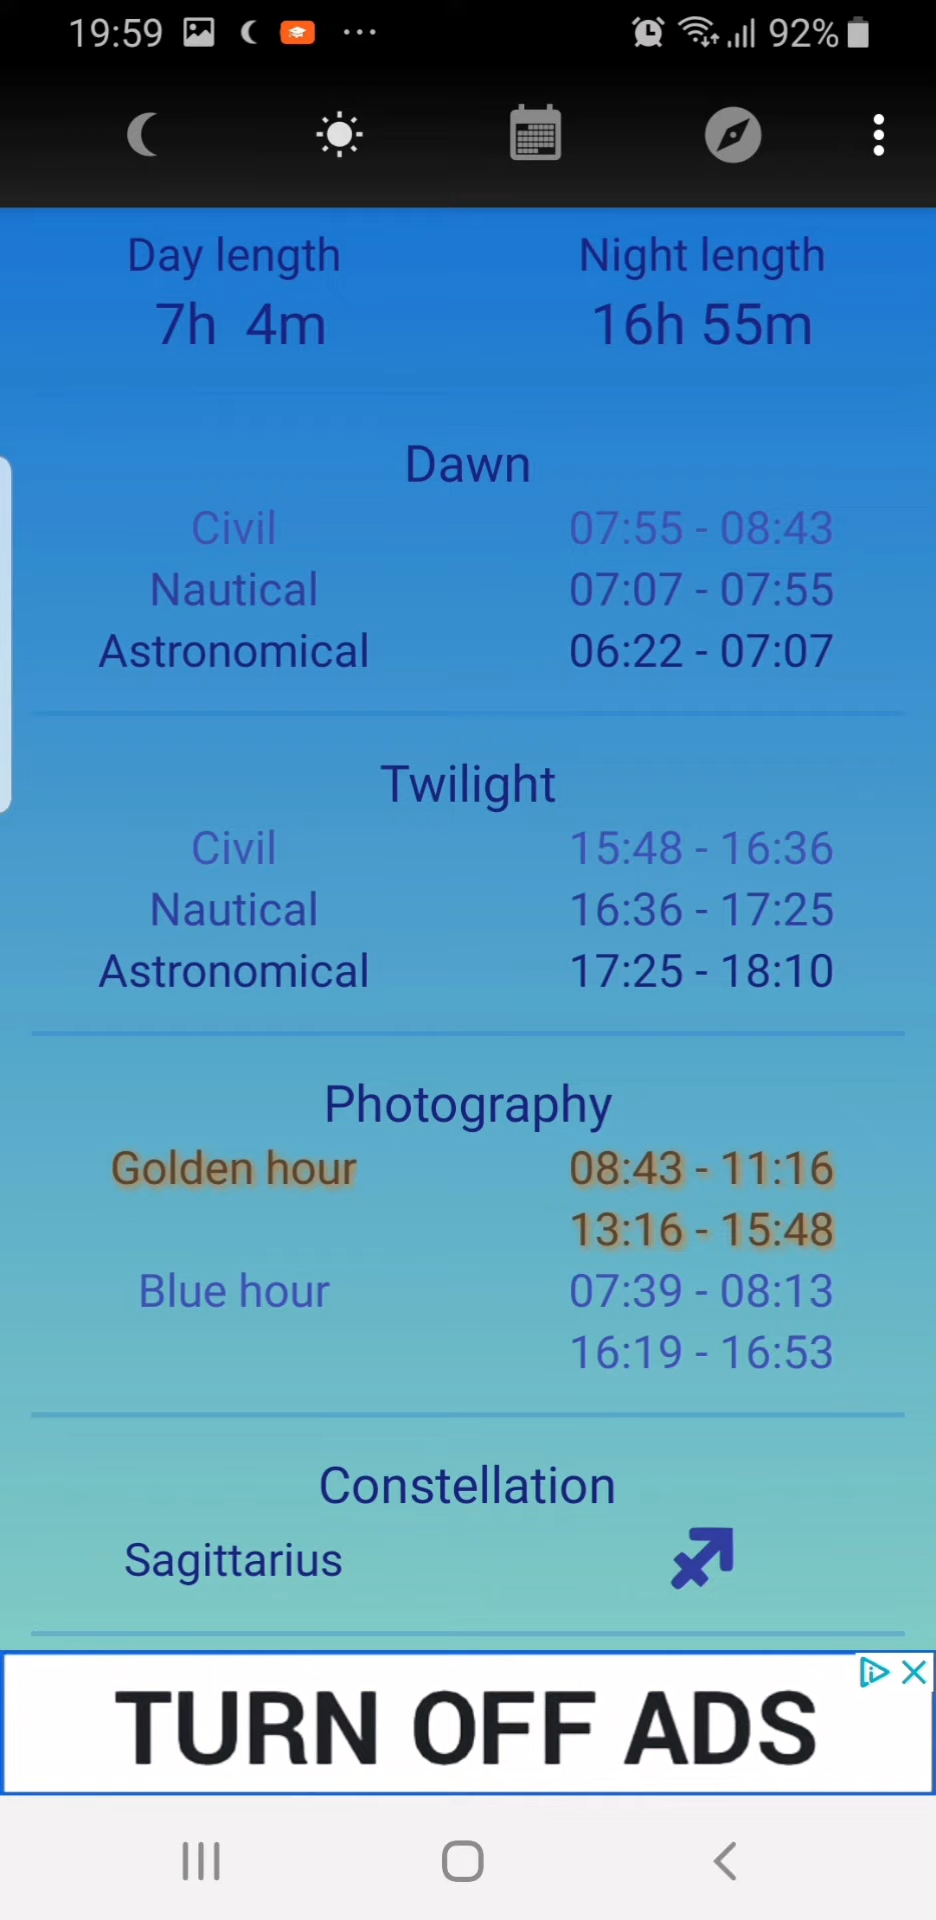 19:59 92%
Day length Night length
7h 4m 16h 55m
Dawn
Civil 07:55 - 08:43
Nautical 07:07 - 07:55
Astronomical 06:22 - 07:07
Twilight
Civil 15:48 - 16:36
Nautical 16:36 - 17:25
Astronomical 17:25 - 18:10
Photography
Golden hour 08:43 - 11:16
13:16 - 15:48
Blue hour 07:39 - 08:13
16:19 - 16:53
Constellation
Sagittarius
TURN OFF ADS